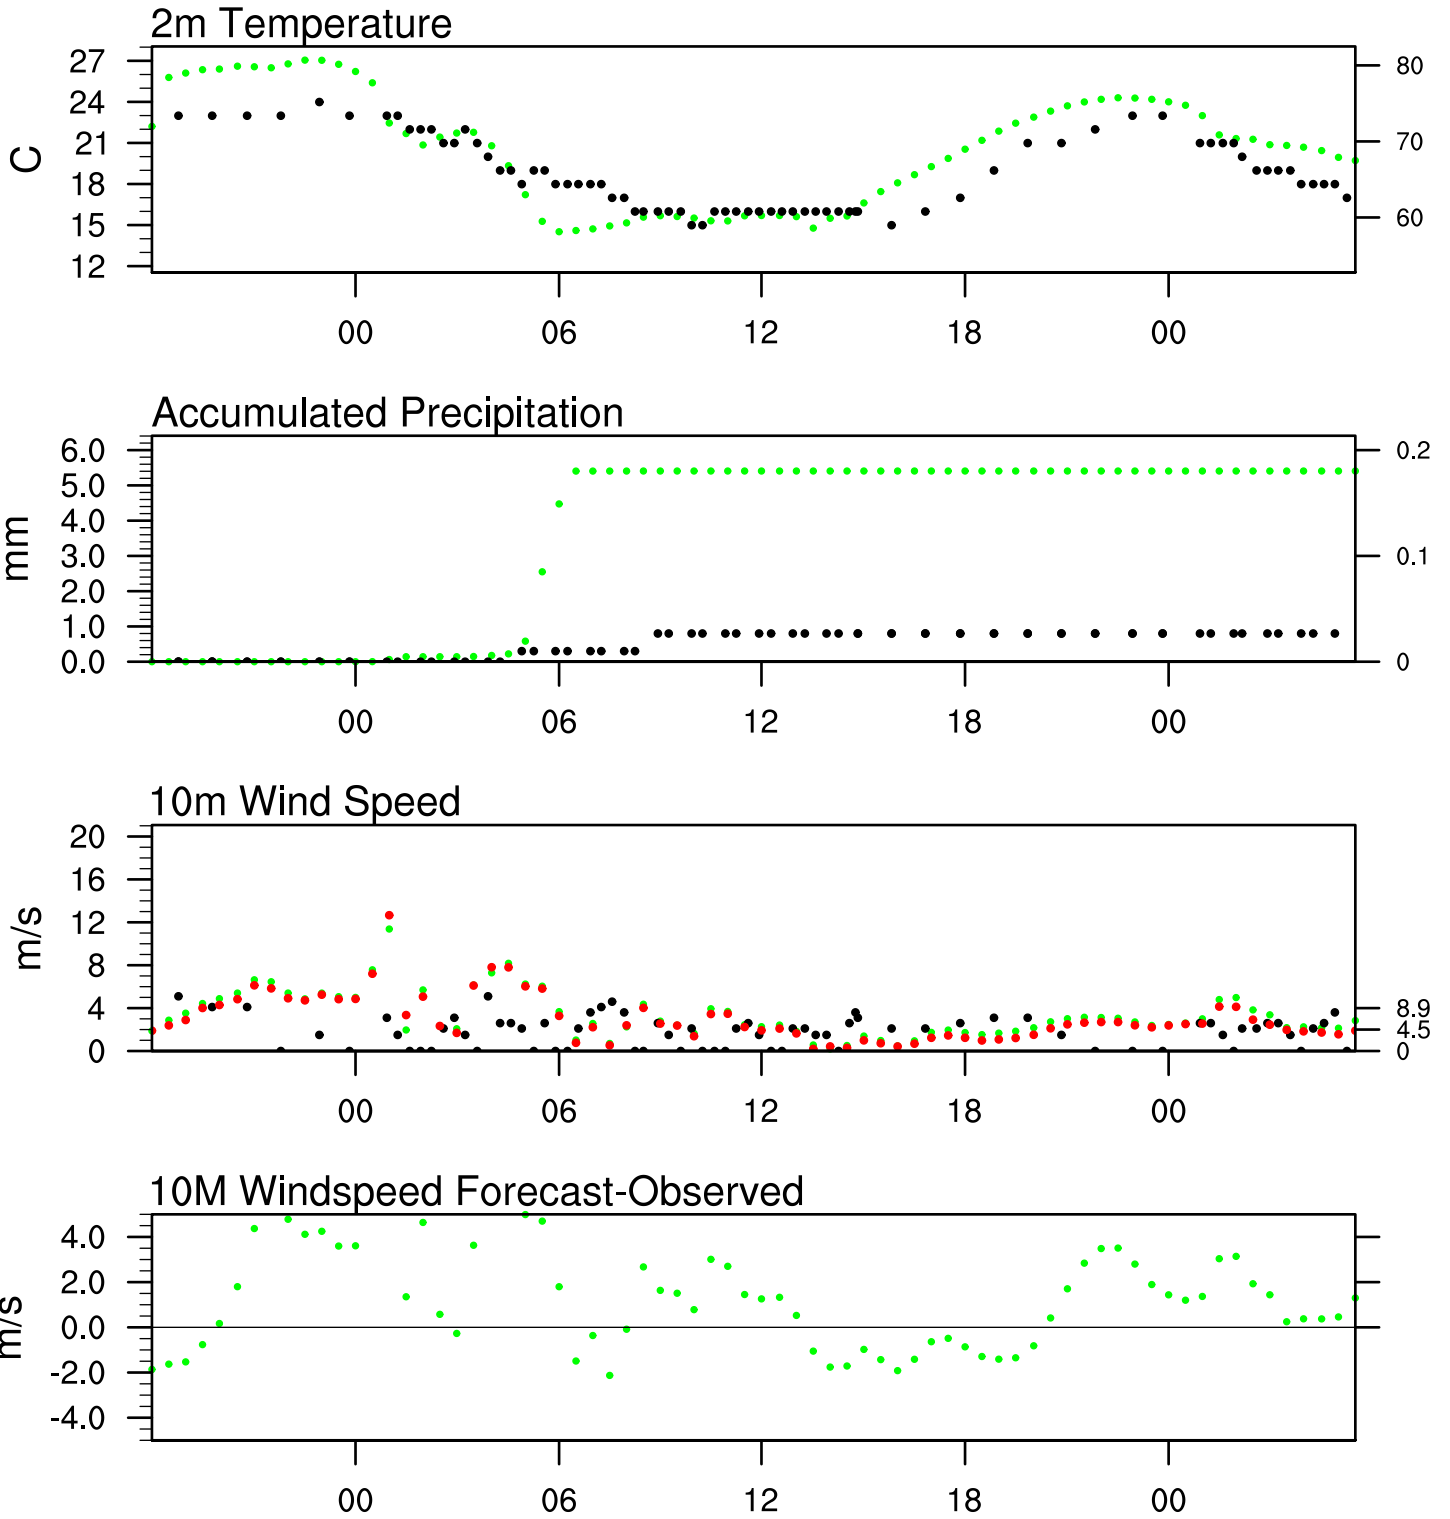 2m Temperature
27
24
21
18
15
12
C
80
70
60
00 06 12 18 00
Accumulated Precipitation
6.0
5.0
4.0
3.0
2.0
1.0
0.0
mm
0.2
0.1
0
00 06 12 18 00
10m Wind Speed
20
16
12
8
4
0
m/s
8.9
4.5
0
00 06 12 18 00
10M Windspeed Forecast-Observed
4.0
2.0
0.0
-2.0
-4.0
m/s
00 06 12 18 00